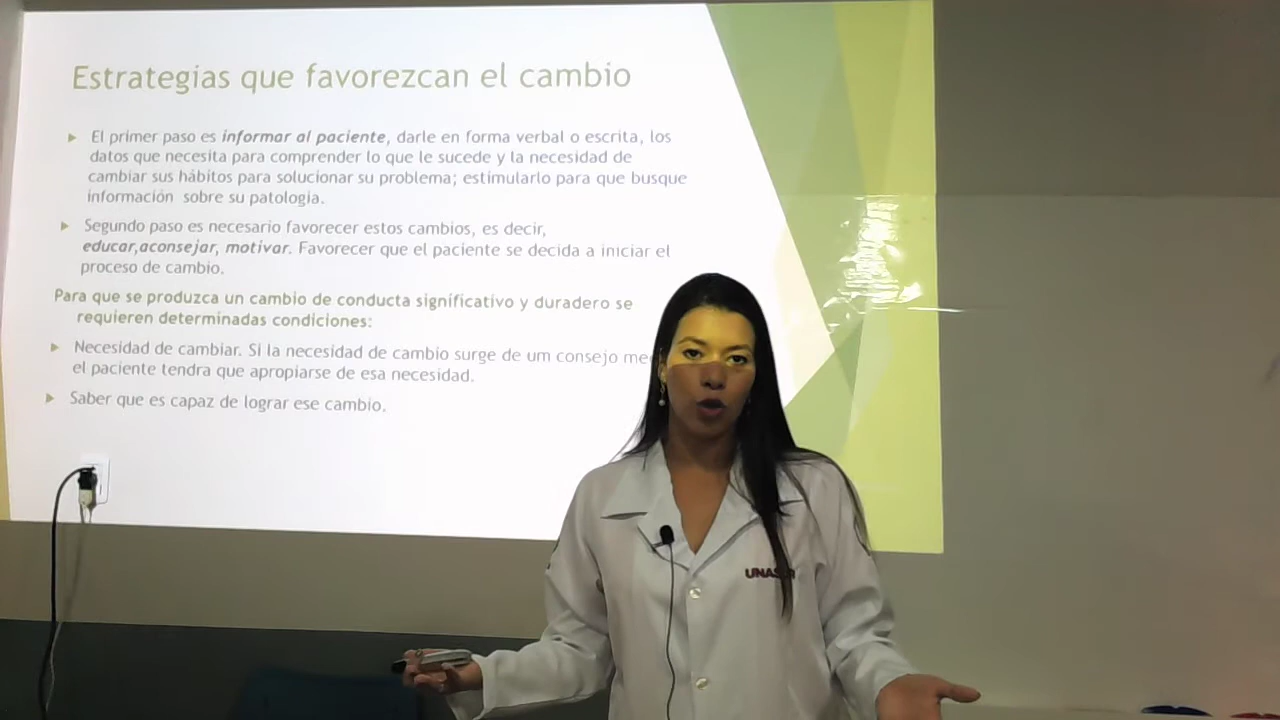 Estrategias que favorezcan el cambio
El primer paso es informar al paciente, darle en forma verbal o escrita, los
datos que necesita para comprender lo que le sucede y la necesidad de
cambiar sus hábitos para solucionar su problema; estimularlo para que busque
información sobre su patologia.
Segundo paso es necesario favorecer estos cambios, es decir,
educar,aconsejar, motivar. Favorecer que el paciente se decida a iniciar el
proceso de cambio.
Para que se produzca un cambio de conducta significativo y duradero se
requieren determinadas condiciones:
Necesidad de cambiar. Si la necesidad de cambio surge de um consejo
el paciente tendra que apropiarse de esa necesidad.
Saber que es capaz de lograr ese cambio.